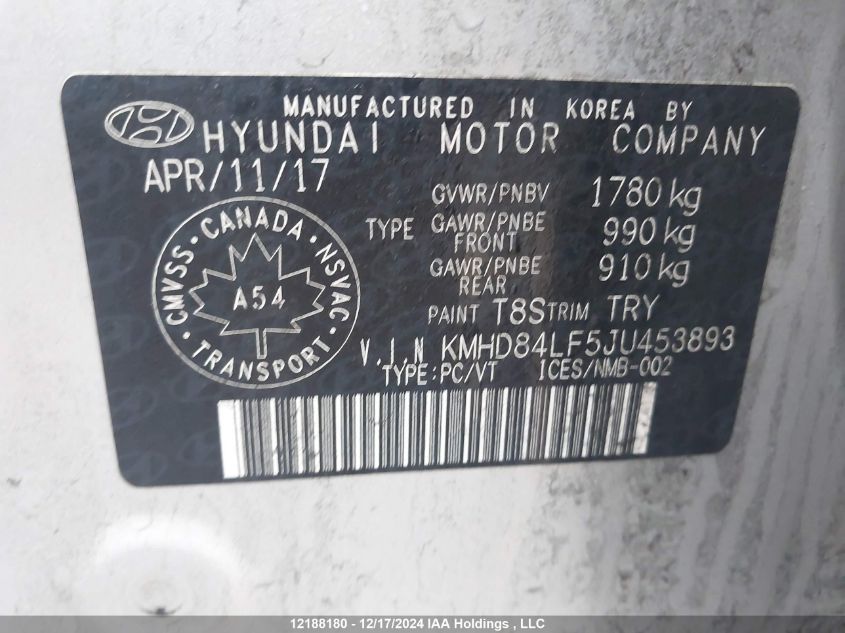 MANUFACTURED IN KOREA BY
HYUNDAI MOTOR COMPANY
APR/11/17
GVWR/PNBV 1780 kg
TYPE GAWR/PNBE FRONT 990 kg
GAWR/PNBE REAR 910 kg
CMVSS · CANADA · NSVAC · TRANSPORT ·
A54
PAINT T8S TRIM TRY
V.I.N KMHD84LF5JU453893
TYPE:PC/VT ICES/NMB-002
12188180 - 12/17/2024 IAA Holdings , LLC